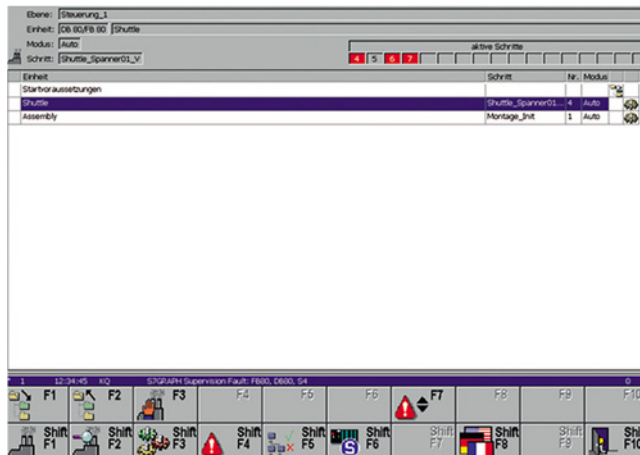 Ebene: Steuerung_1
Einheit: DB 80/FB 80 Shuttle
Modus: Auto
Schritt: Shuttle_Spanner01_V
aktive Schritte
4 5 6 7
Einheit Schritt Nr. Modus
Startvoraussetzungen
Shuttle Shuttle_Spanner01... 4 Auto
Assembly Montage_Init 1 Auto
* 1 12:34:45 KQ S7GRAPH Supervision Fault: FB80, DB80, S4 0
F1 F2 F3 F4 F5 F6 F7 F8 F9 F10
Shift Shift Shift Shift Shift S Shift Shift Shift Shift Shi
F1 F2 F3 F4 F5 F6 F7 F8 F9 F10